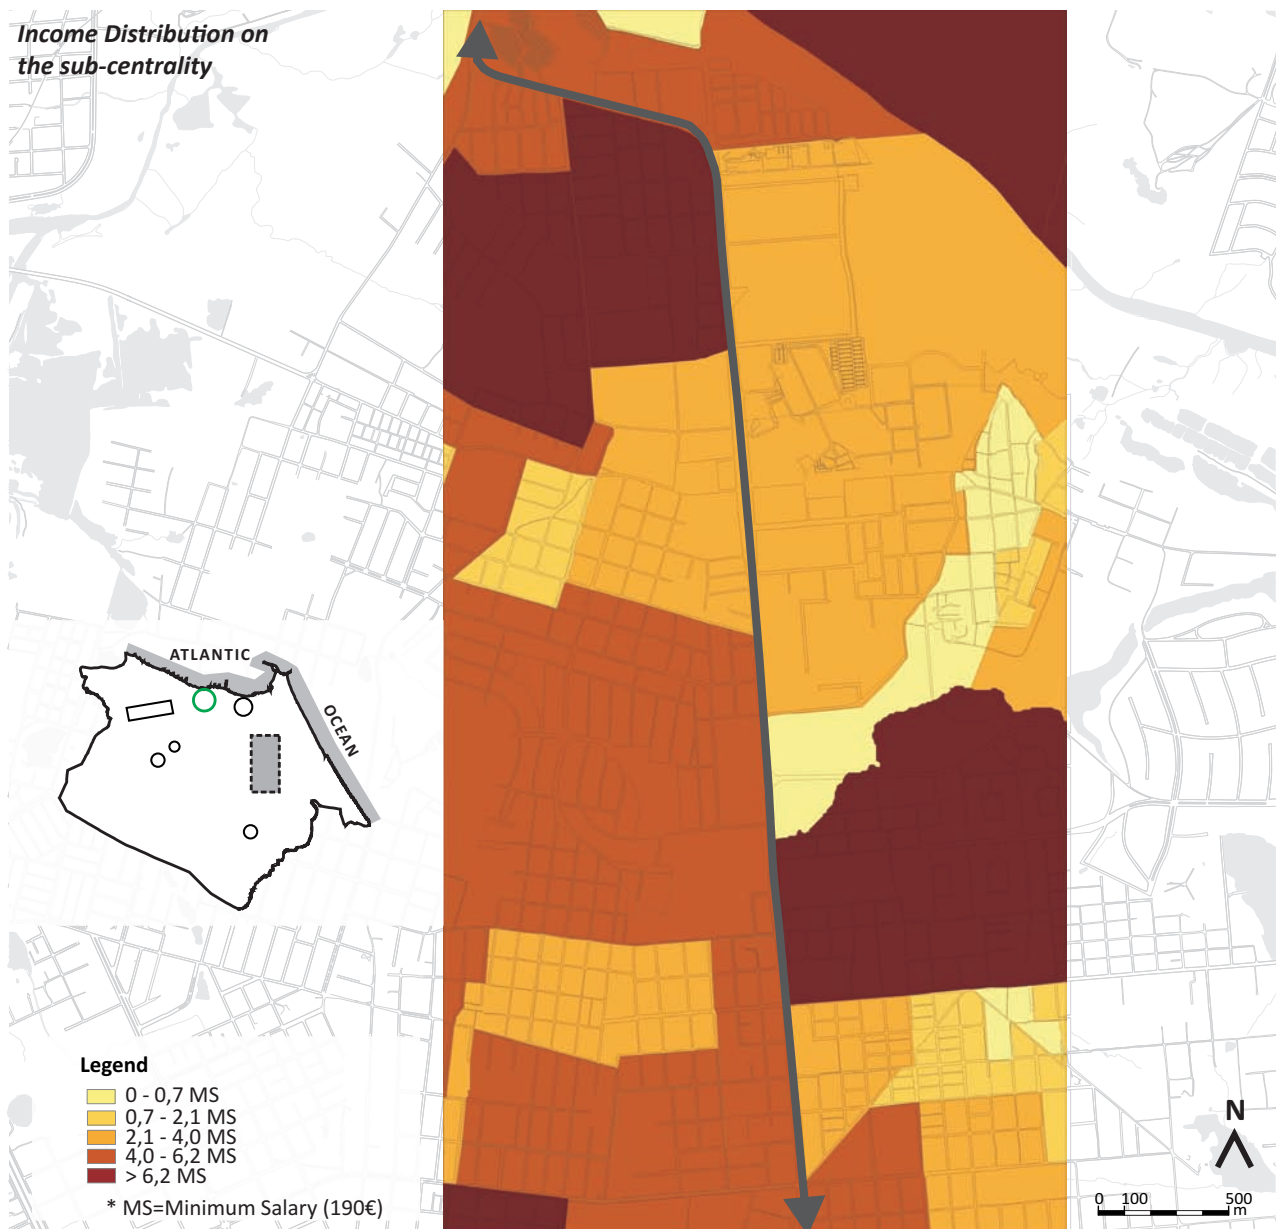 Income Distribution on
the sub-centrality
ATLANTIC
OCEAN
Legend
0 - 0,7 MS
0,7 - 2,1 MS
2,1 - 4,0 MS
4,0 - 6,2 MS
> 6,2 MS
* MS=Minimum Salary (190€)
N
0 100 500
m